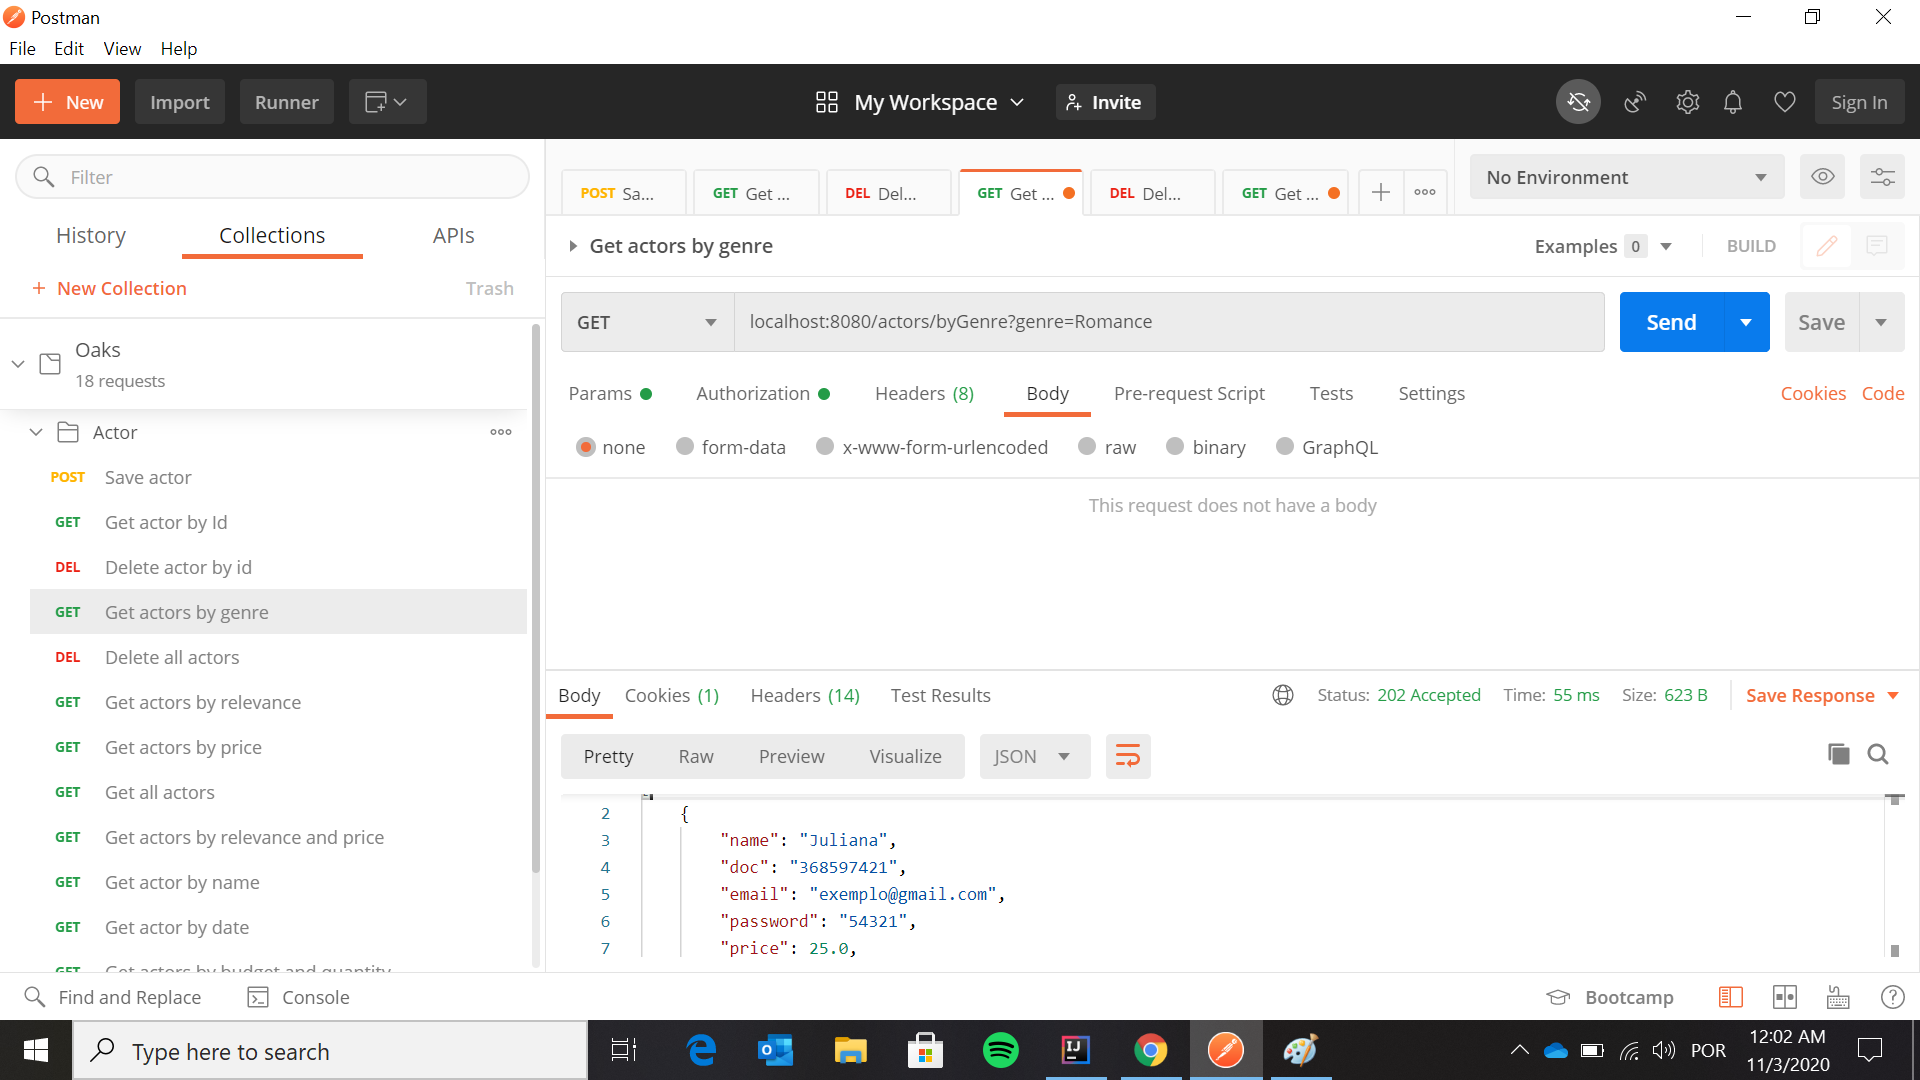 Postman
File Edit View Help
New Import Runner My Workspace Invite Sign In
Filter
History Collections APIs
+ New Collection Trash
Oaks
18 requests
Actor
POST Save actor
GET Get actor by Id
DEL Delete actor by id
GET Get actors by genre
DEL Delete all actors
GET Get actors by relevance
GET Get actors by price
GET Get all actors
GET Get actors by relevance and price
GET Get actor by name
GET Get actor by date
GET Get actors by budget and quantity
POST Sa... GET Get ... DEL Del... GET Get ... DEL Del... GET Get ...
No Environment
Get actors by genre Examples 0 BUILD
GET localhost:8080/actors/byGenre?genre=Romance Send Save
Params Authorization Headers (8) Body Pre-request Script Tests Settings Cookies Code
none form-data x-www-form-urlencoded raw binary GraphQL
This request does not have a body
Body Cookies (1) Headers (14) Test Results Status: 202 Accepted Time: 55 ms Size: 623 B Save Response
Pretty Raw Preview Visualize JSON
2 {
3 "name": "Juliana",
4 "doc": "368597421",
5 "email": "exemplo@gmail.com",
6 "password": "54321",
7 "price": 25.0,
Find and Replace Console Bootcamp
Type here to search POR 12:02 AM
11/3/2020